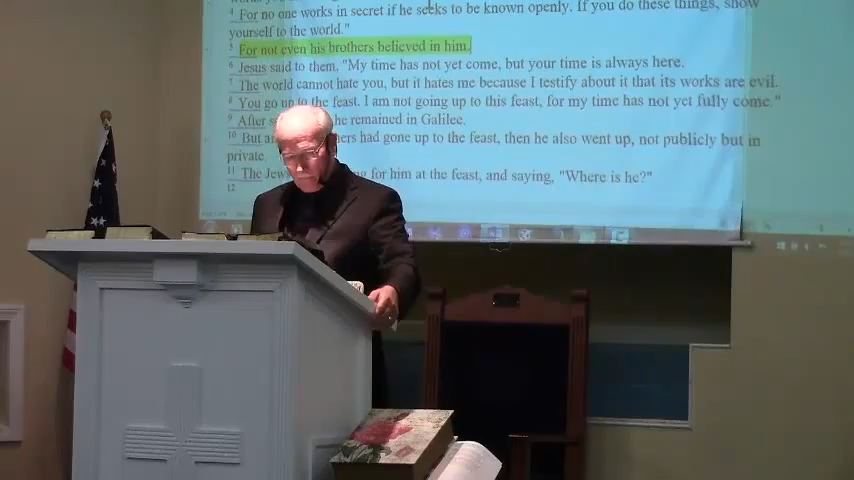 4 For no one works in secret if he seeks to be known openly. If you do these things, show
yourself to the world."
5 For not even his brothers believed in him.
6 Jesus said to them, "My time has not yet come, but your time is always here.
7 The world cannot hate you, but it hates me because I testify about it that its works are evil.
8 You go up to the feast. I am not going up to this feast, for my time has not yet fully come."
9 After he remained in Galilee.
10 But had gone up to the feast, then he also went up, not publicly but in
private
11 The for him at the feast, and saying, "Where is he?"
12